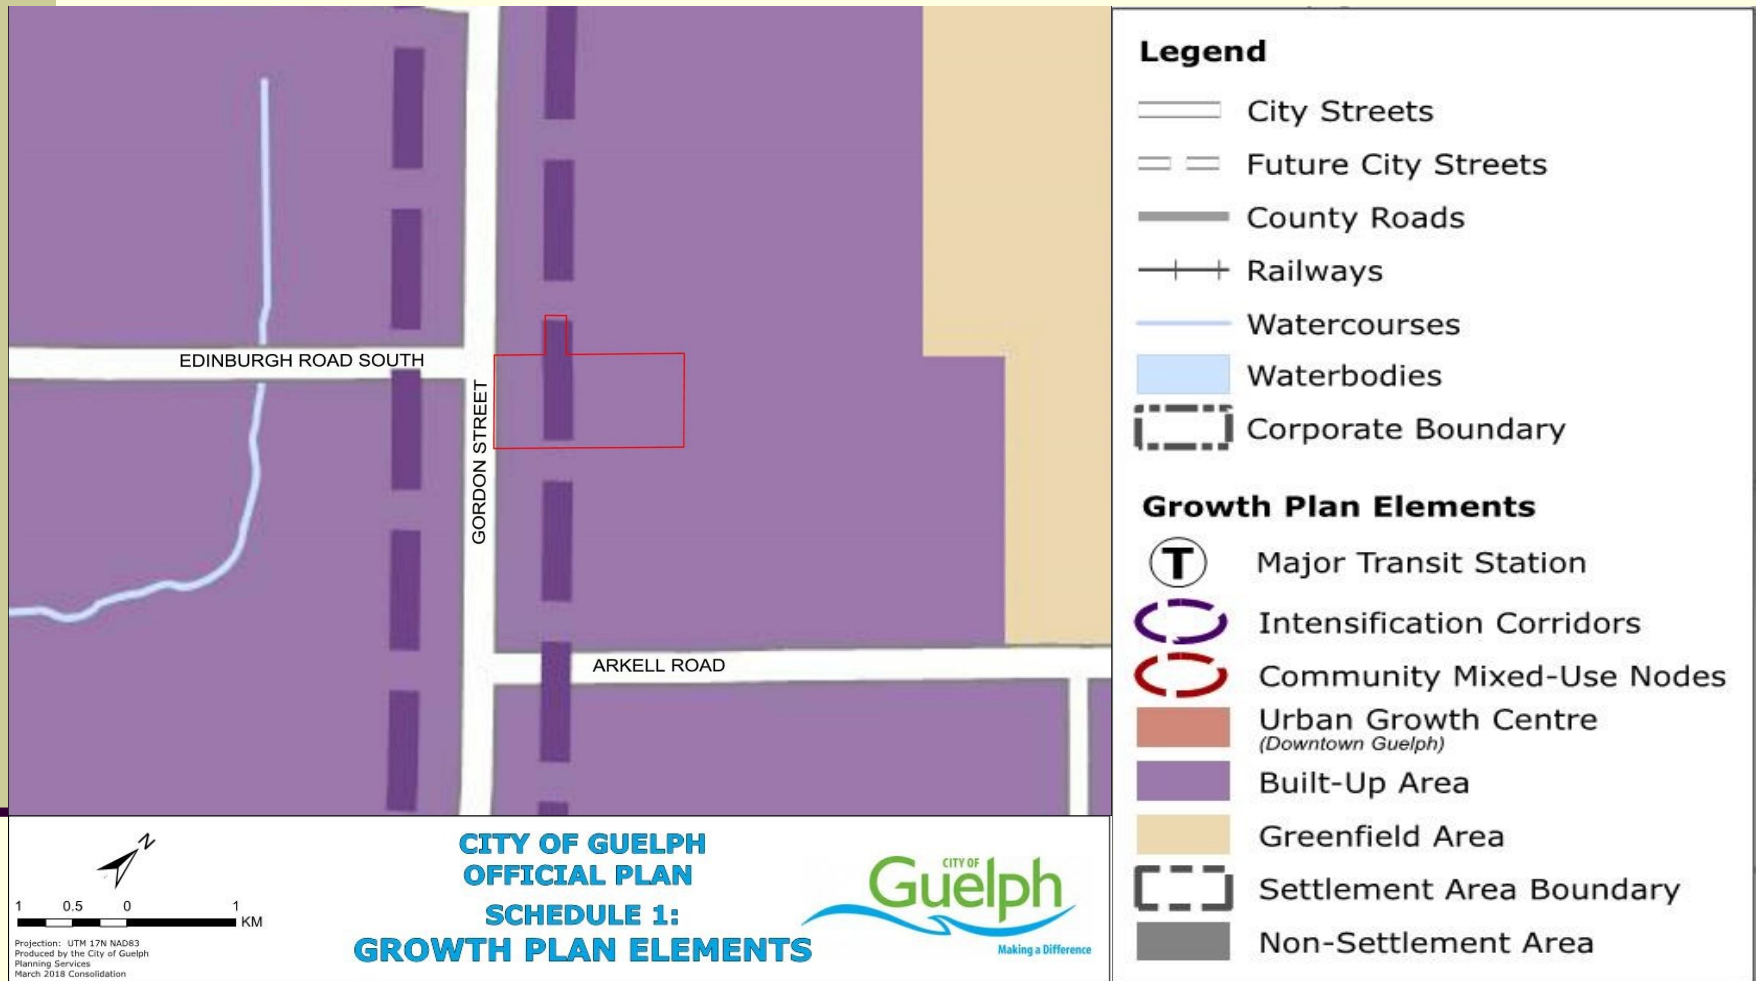 EDINBURGH ROAD SOUTH
GORDON STREET
ARKELL ROAD
N
1 0.5 0 1
KM
Projection: UTM 17N NAD83
Produced by the City of Guelph
Planning Services
March 2018 Consolidation
CITY OF GUELPH
OFFICIAL PLAN
SCHEDULE 1:
GROWTH PLAN ELEMENTS
CITY OF
Guelph
Making a Difference
Legend
City Streets
Future City Streets
County Roads
Railways
Watercourses
Waterbodies
Corporate Boundary
Growth Plan Elements
T Major Transit Station
Intensification Corridors
Community Mixed-Use Nodes
Urban Growth Centre
(Downtown Guelph)
Built-Up Area
Greenfield Area
Settlement Area Boundary
Non-Settlement Area